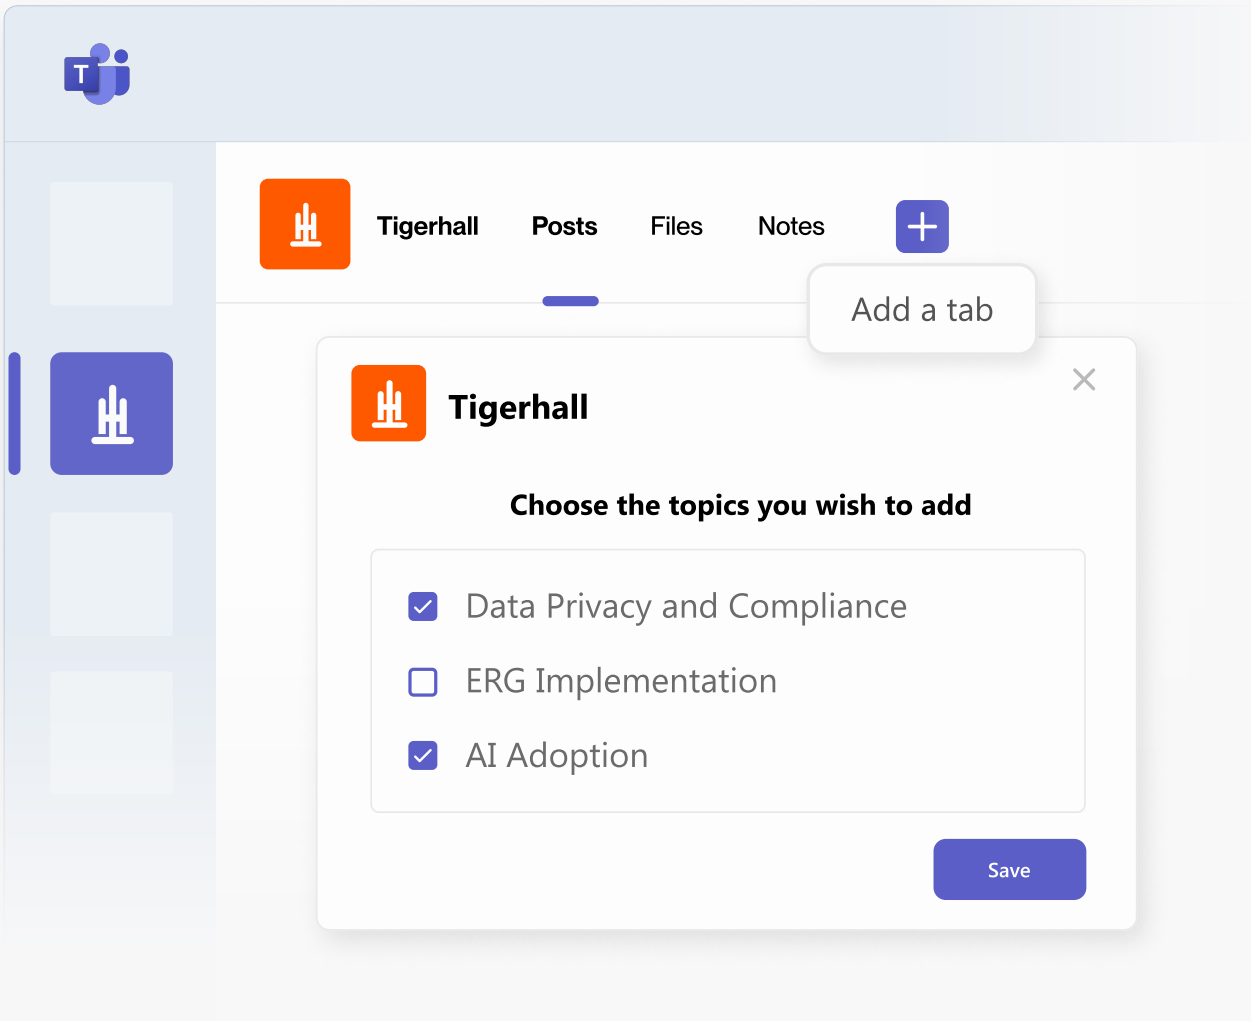 T
Tigerhall Posts Files Notes
Add a tab
Tigerhall
Choose the topics you wish to add
Data Privacy and Compliance
ERG Implementation
AI Adoption
Save